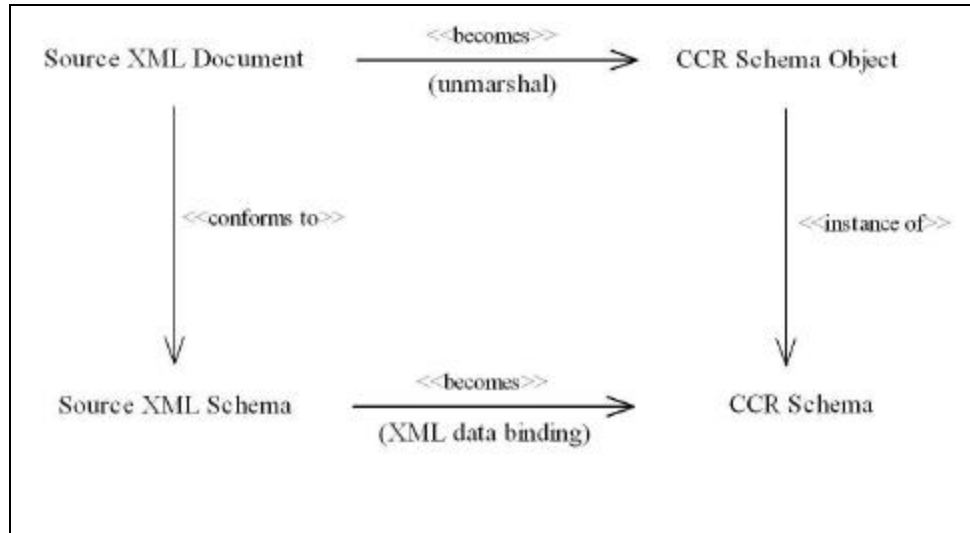 <<becomes>>
Source XML Document
CCR Schema Object
(unmarshal)
<<conforms to>>
<<instance of>>
<<becomes>>
Source XML Schema
CCR Schema
(XML data binding)